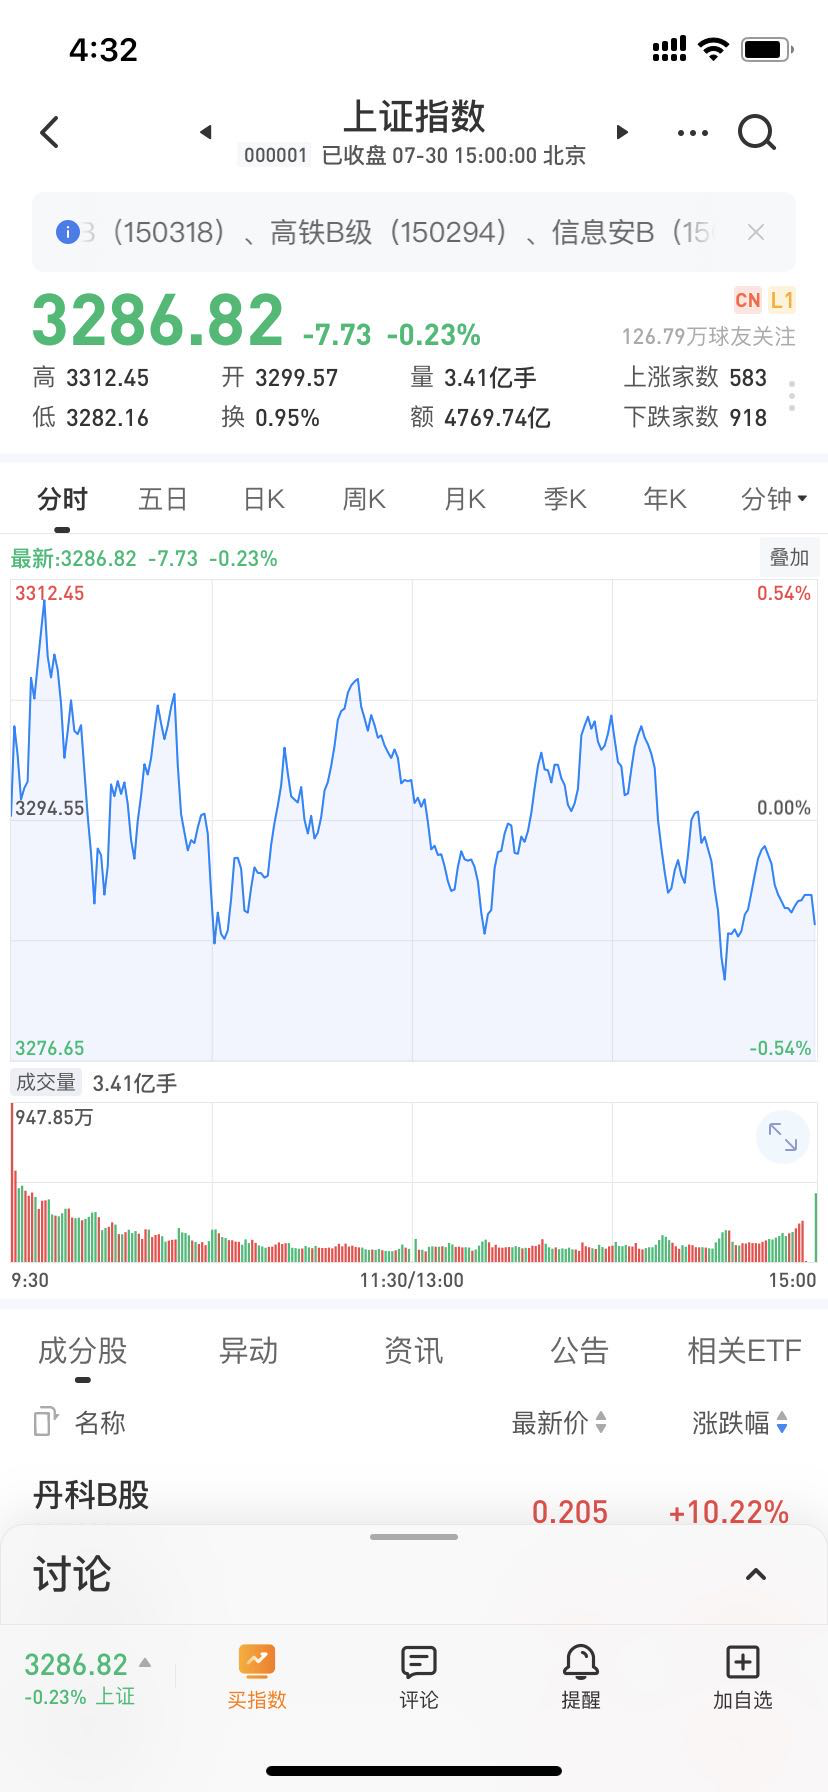 4:32
上证指数
000001 已收盘 07-30 15:00:00 北京
（150318）、高铁B级（150294）、信息安B（15
3286.82 -7.73 -0.23%
CN L1
126.79万球友关注
高 3312.45 开 3299.57 量 3.41亿手 上涨家数 583
低 3282.16 换 0.95% 额 4769.74亿 下跌家数 918
分时 五日 日K 周K 月K 季K 年K 分钟
最新:3286.82 -7.73 -0.23% 叠加
3312.45 0.54%
3294.55 0.00%
3276.65 -0.54%
成交量 3.41亿手
947.85万
9:30 11:30/13:00 15:00
成分股 异动 资讯 公告 相关ETF
名称 最新价 涨跌幅
丹科B股
0.205 +10.22%
讨论
3286.82
-0.23% 上证
买指数 评论 提醒 加自选